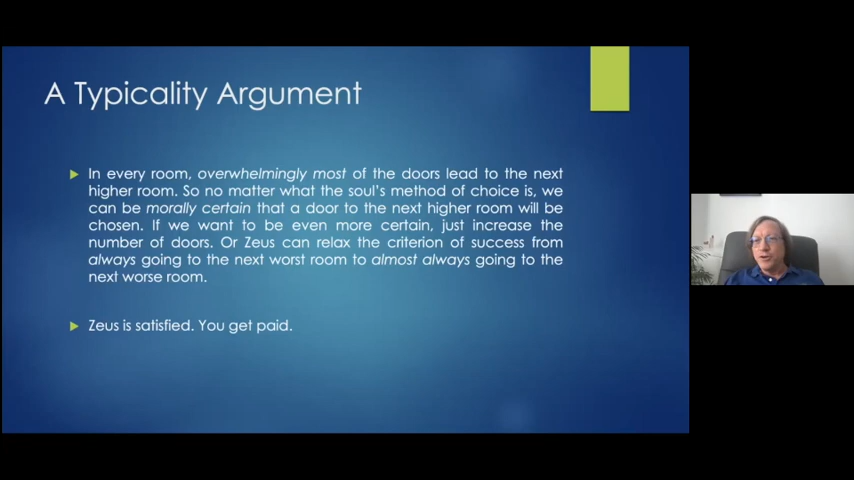 A Typicality Argument
In every room, overwhelmingly most of the doors lead to the next
higher room. So no matter what the soul's method of choice is, we
can be morally certain that a door to the next higher room will be
chosen. If we want to be even more certain, just increase the
number of doors. Or Zeus can relax the criterion of success from
always going to the next worst room to almost always going to the
next worse room.
Zeus is satisfied. You get paid.